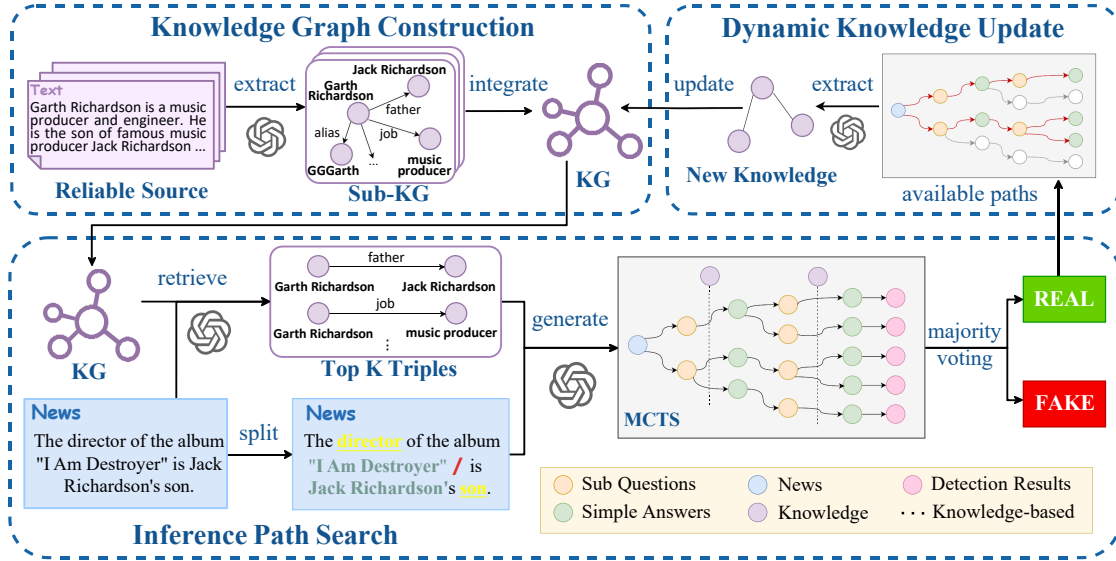 Knowledge Graph Construction
Text
Garth Richardson is a music
producer and engineer. He
is the son of famous music
producer Jack Richardson ...
Reliable Source
extract
Jack Richardson
Garth
Richardson
father
alias
job
...
GGGarth
music
producer
Sub-KG
integrate
KG
Dynamic Knowledge Update
update
New Knowledge
extract
available paths
KG
retrieve
father
Garth Richardson
Jack Richardson
job
Garth Richardson
music producer
⋮
Top K Triples
News
The director of the album
"I Am Destroyer" is Jack
Richardson's son.
split
News
The director of the album
"I Am Destroyer" / is
Jack Richardson's son.
generate
MCTS
majority
voting
REAL
FAKE
Sub Questions
News
Detection Results
Simple Answers
Knowledge
Knowledge-based
Inference Path Search